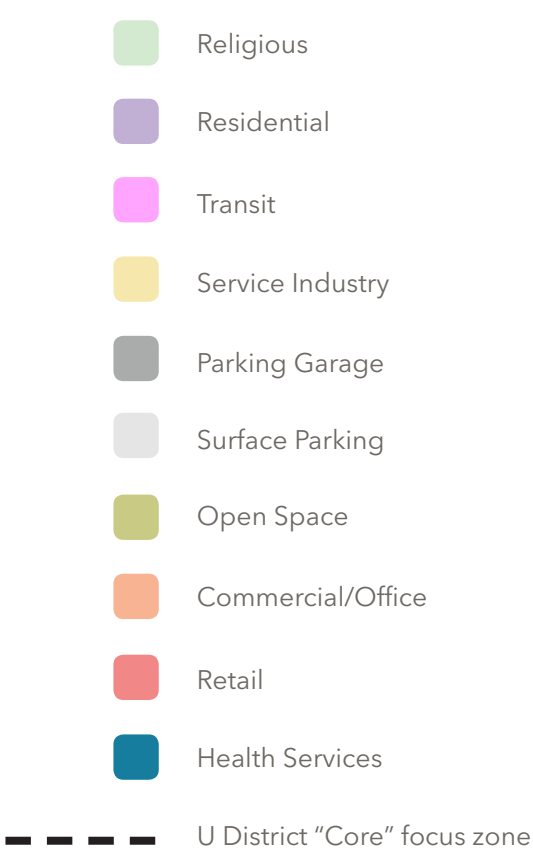 Religious
Residential
Transit
Service Industry
Parking Garage
Surface Parking
Open Space
Commercial/Office
Retail
Health Services
U District “Core” focus zone